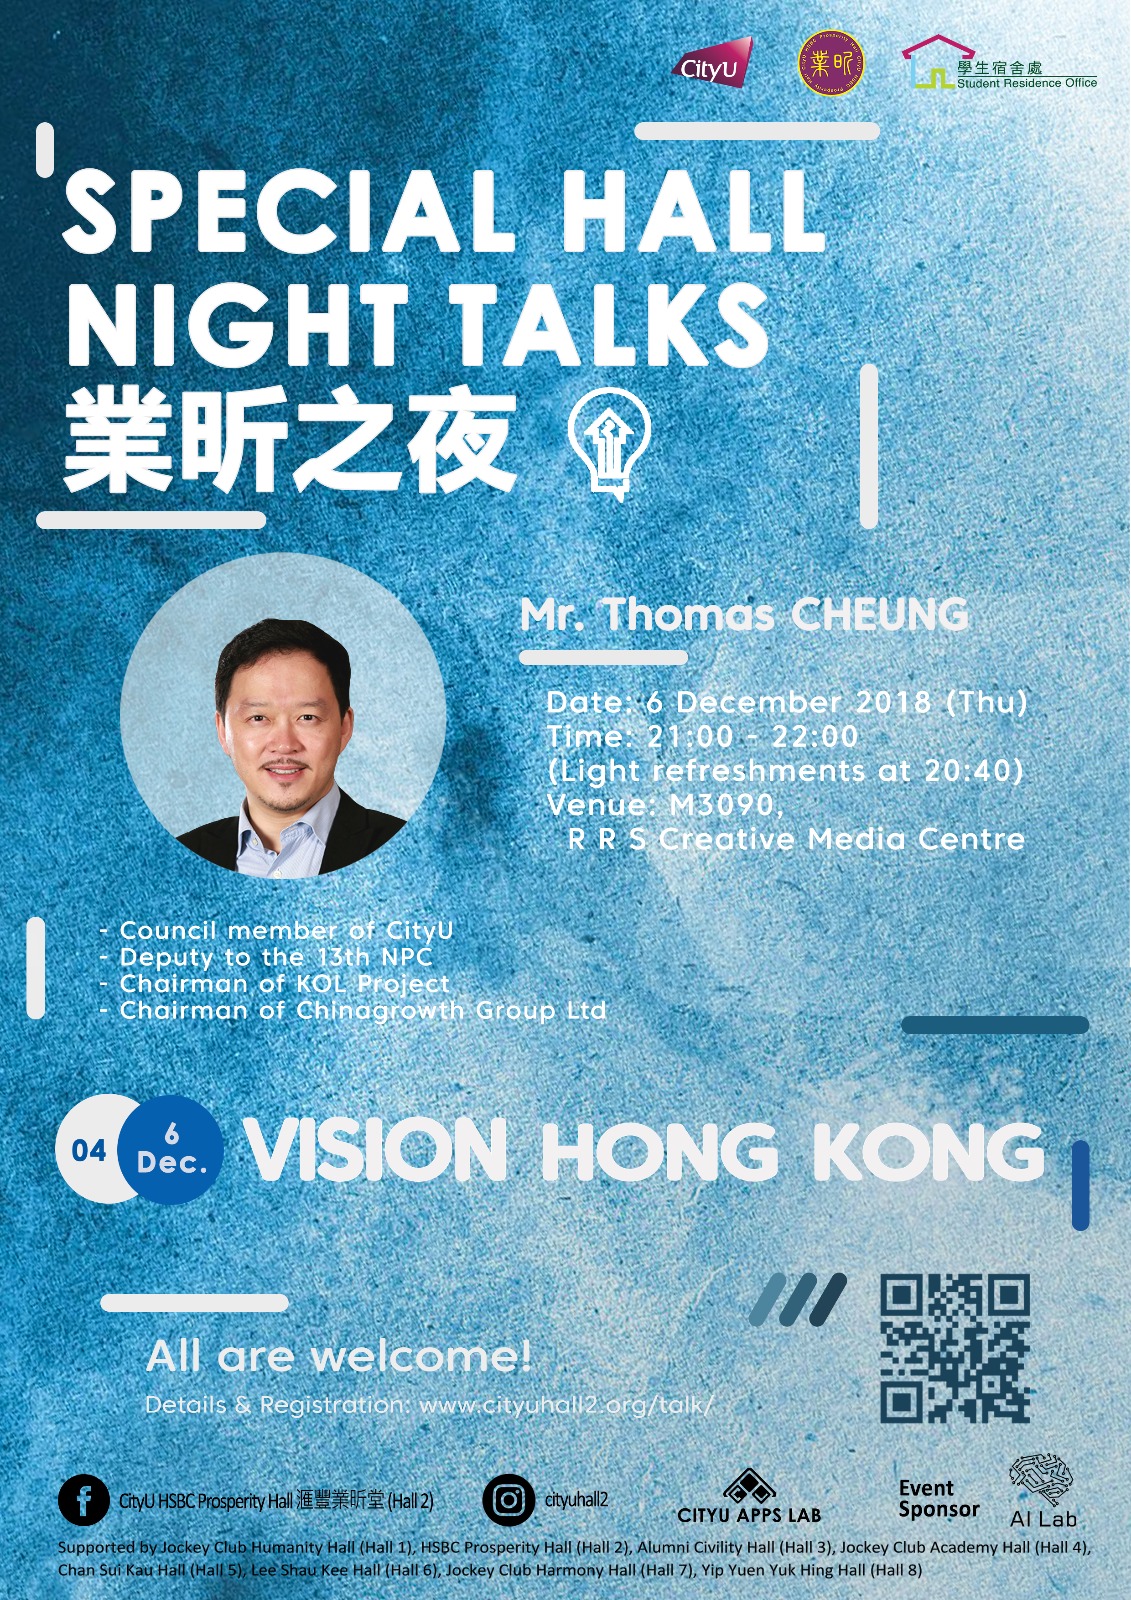 CityU
業昕
學生宿舍處
Student Residence Office
SPECIAL HALL
NIGHT TALKS
業昕之夜
Mr. Thomas CHEUNG
Date: 6 December 2018 (Thu)
Time: 21:00 - 22:00
(Light refreshments at 20:40)
Venue: M3090,
R R S Creative Media Centre
- Council member of CityU
- Deputy to the 13th NPC
- Chairman of KOL Project
- Chairman of Chinagrowth Group Ltd
04
6
Dec.
VISION HONG KONG
All are welcome!
Details & Registration: www.cityuhall2.org/talk/
CityU HSBC Prosperity Hall 滙豐業昕堂 (Hall 2)
cityuhall2
CITYU APPS LAB
Event
Sponsor
AI Lab
Supported by Jockey Club Humanity Hall (Hall 1), HSBC Prosperity Hall (Hall 2), Alumni Civility Hall (Hall 3), Jockey Club Academy Hall (Hall 4),
Chan Sui Kau Hall (Hall 5), Lee Shau Kee Hall (Hall 6), Jockey Club Harmony Hall (Hall 7), Yip Yuen Yuk Hing Hall (Hall 8)